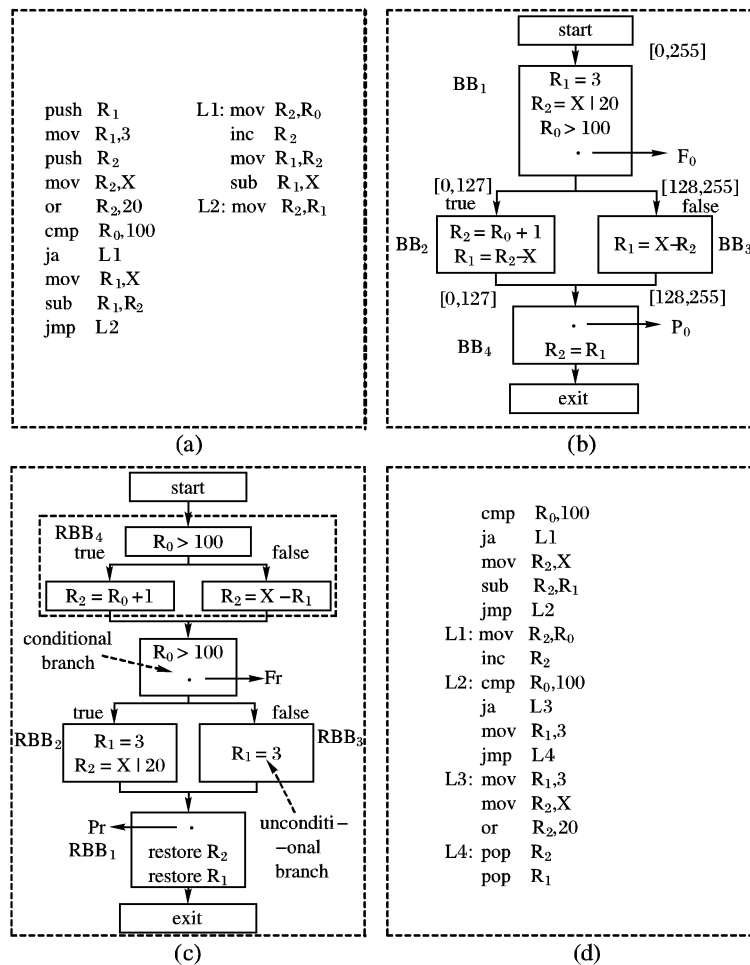 push R1
mov R1,3
push R2
mov R2,X
or R2,20
cmp R0,100
ja L1
mov R1,X
sub R1,R2
jmp L2
L1: mov R2,R0
inc R2
mov R1,R2
sub R1,X
L2: mov R2,R1
(a)
start
[0,255]
BB1
R1 = 3
R2 = X | 20
R0 > 100
F0
[0,127]
true
[128,255]
false
BB2
R2 = R0 + 1
R1 = R2–X
R1 = X–R2
BB3
[0,127]
[128,255]
P0
BB4
R2 = R1
exit
(b)
start
RBB4
R0 > 100
true
false
R2 = R0 +1
R2 = X –R1
conditional
branch
R0 > 100
Fr
true
false
RBB2
R1 = 3
R2 = X | 20
R1 = 3
RBB3
Pr
RBB1
restore R2
restore R1
unconditi–
–onal
branch
exit
(c)
cmp R0,100
ja L1
mov R2,X
sub R2,R1
jmp L2
L1: mov R2,R0
inc R2
L2: cmp R0,100
ja L3
mov R1,3
jmp L4
L3: mov R1,3
mov R2,X
or R2,20
L4: pop R2
pop R1
(d)